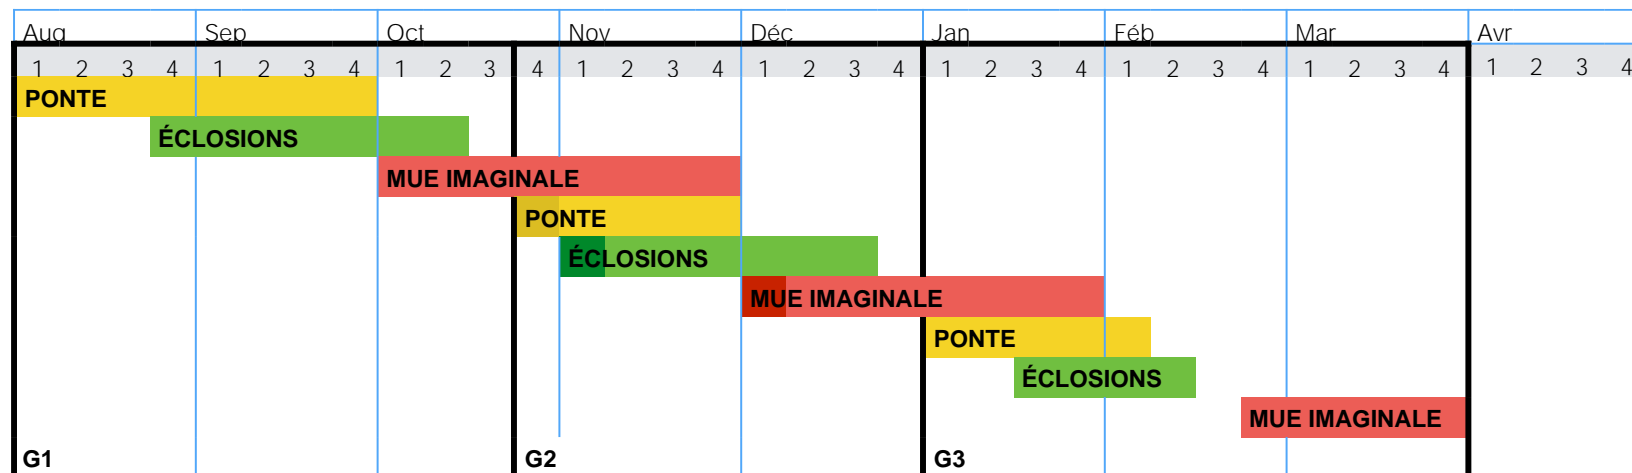 Aug Sep Oct Nov Déc Jan Féb Mar Avr
1 2 3 4 1 2 3 4 1 2 3 4 1 2 3 4 1 2 3 4 1 2 3 4 1 2 3 4 1 2 3 4 1 2 3 4
PONTE
ÉCLOSIONS
MUE IMAGINALE
PONTE
ÉCLOSIONS
MUE IMAGINALE
PONTE
ÉCLOSIONS
MUE IMAGINALE
G1 G2 G3